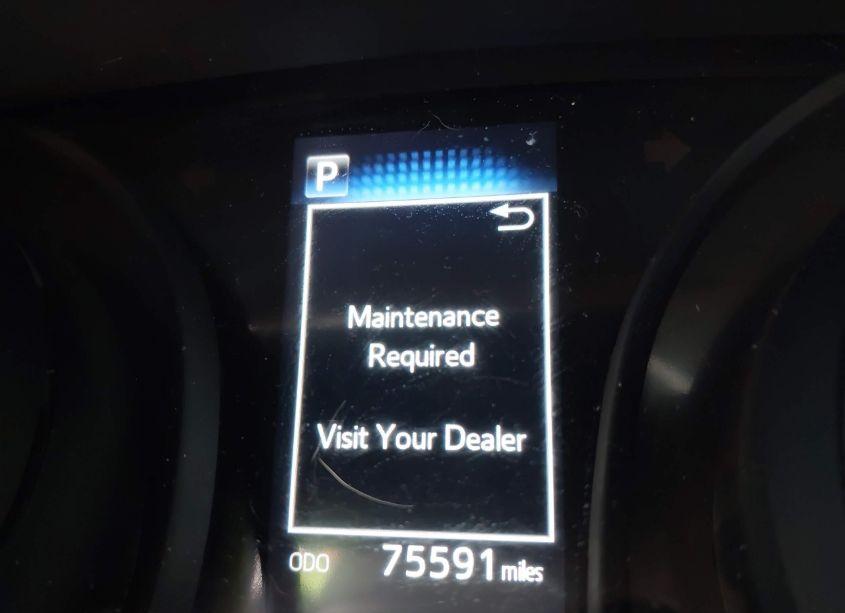 P
Maintenance
Required
Visit Your Dealer
ODO 75591 miles